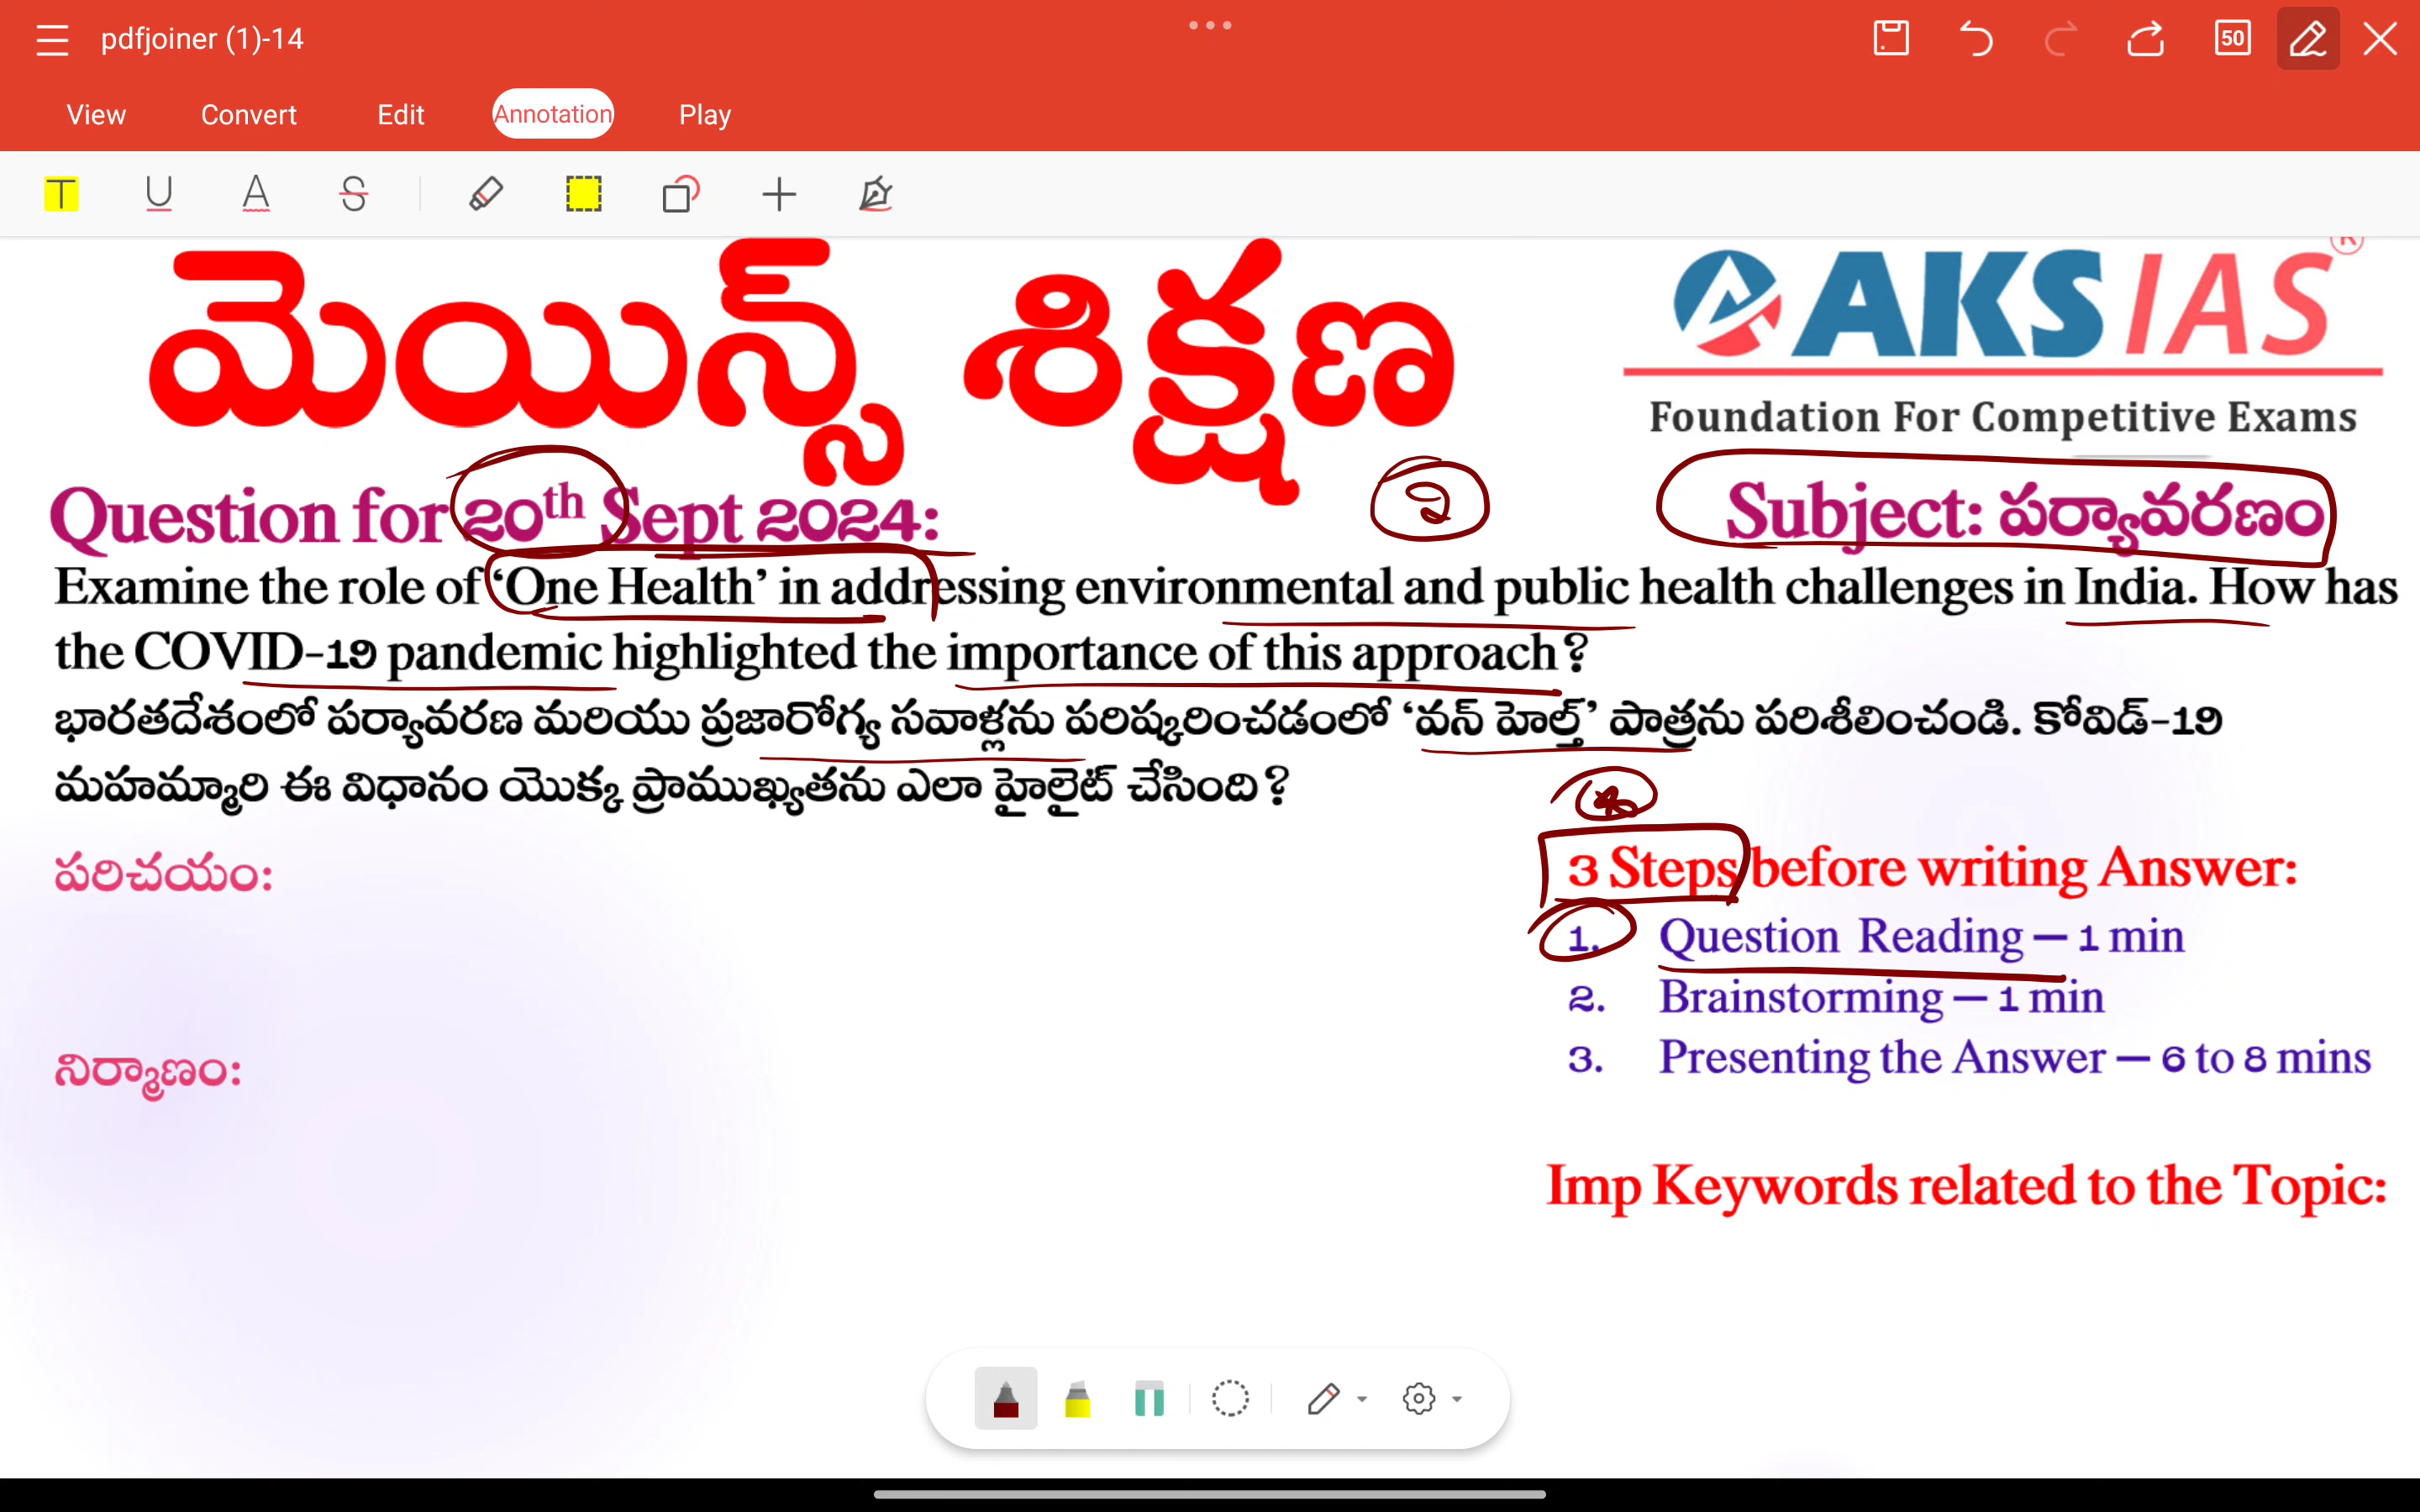 pdfjoiner (1)-14
50
View Convert Edit Annotation Play
మెయిన్స్ శిక్షణ
AKS IAS ®
Foundation For Competitive Exams
Question for 20th Sept 2024:
Subject: పర్యావరణం
Examine the role of ‘One Health’ in addressing environmental and public health challenges in India. How has
the COVID-19 pandemic highlighted the importance of this approach?
భారతదేశంలో పర్యావరణ మరియు ప్రజారోగ్య సవాళ్లను పరిష్కరించడంలో ‘వన్ హెల్త్’ పాత్రను పరిశీలించండి. కోవిడ్-19
మహమ్మారి ఈ విధానం యొక్క ప్రాముఖ్యతను ఎలా హైలైట్ చేసింది?
పరిచయం:
3 Steps before writing Answer:
1. Question Reading – 1 min
2. Brainstorming – 1 min
3. Presenting the Answer – 6 to 8 mins
నిర్మాణం:
Imp Keywords related to the Topic: